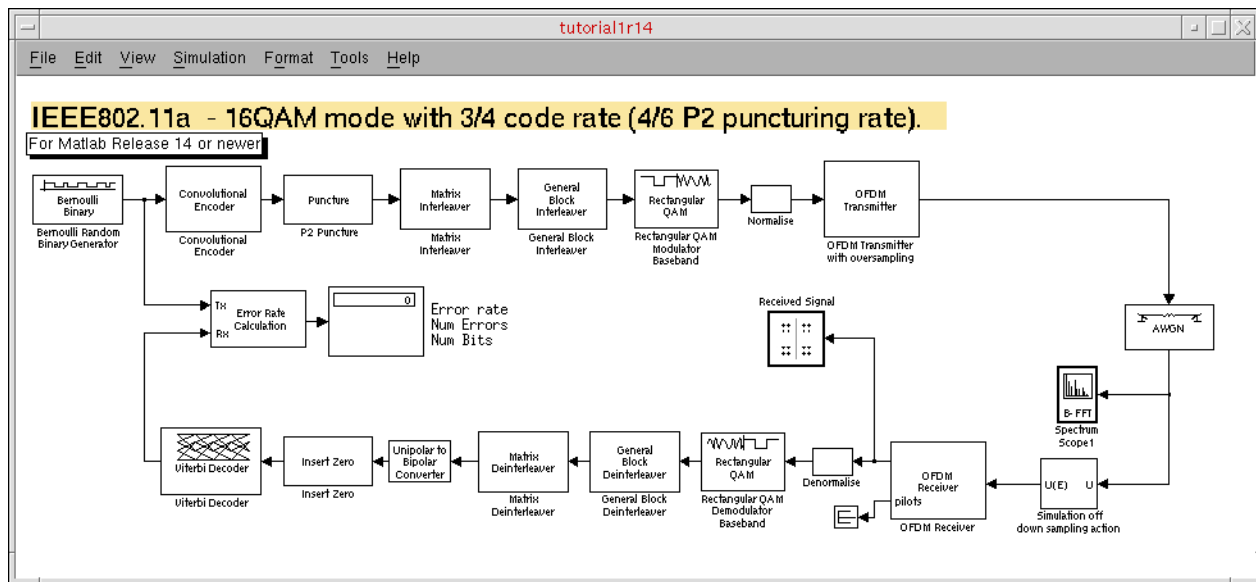 tutorial1r14
File Edit View Simulation Format Tools Help
IEEE802.11a - 16QAM mode with 3/4 code rate (4/6 P2 puncturing rate).
For Matlab Release 14 or newer
Bernoulli
Binary
Bernoulli Random
Binary Generator
Convolutional
Encoder
Convolutional
Encoder
Puncture
P2 Puncture
Matrix
Interleaver
Matrix
Interleaver
General
Block
Interleaver
General Block
Interleaver
Rectangular
QAM
Rectangular QAM
Modulator
Baseband
Normalise
OFDM
Transmitter
OFDM Transmitter
with oversampling
Tx
Rx
Error Rate
Calculation
0
Error rate
Num Errors
Num Bits
Received Signal
AWGN
B- FFT
Spectrum
Scope1
Viterbi Decoder
Viterbi Decoder
Insert Zero
Insert Zero
Unipolar to
Bipolar
Converter
Matrix
Deinterleaver
Matrix
Deinterleaver
General
Block
Deinterleaver
General Block
Deinterleaver
Rectangular
QAM
Rectangular QAM
Demodulator
Baseband
Denormalise
OFDM
Receiver
pilots
OFDM Receiver
U(E) U
Simulation off
down sampling action